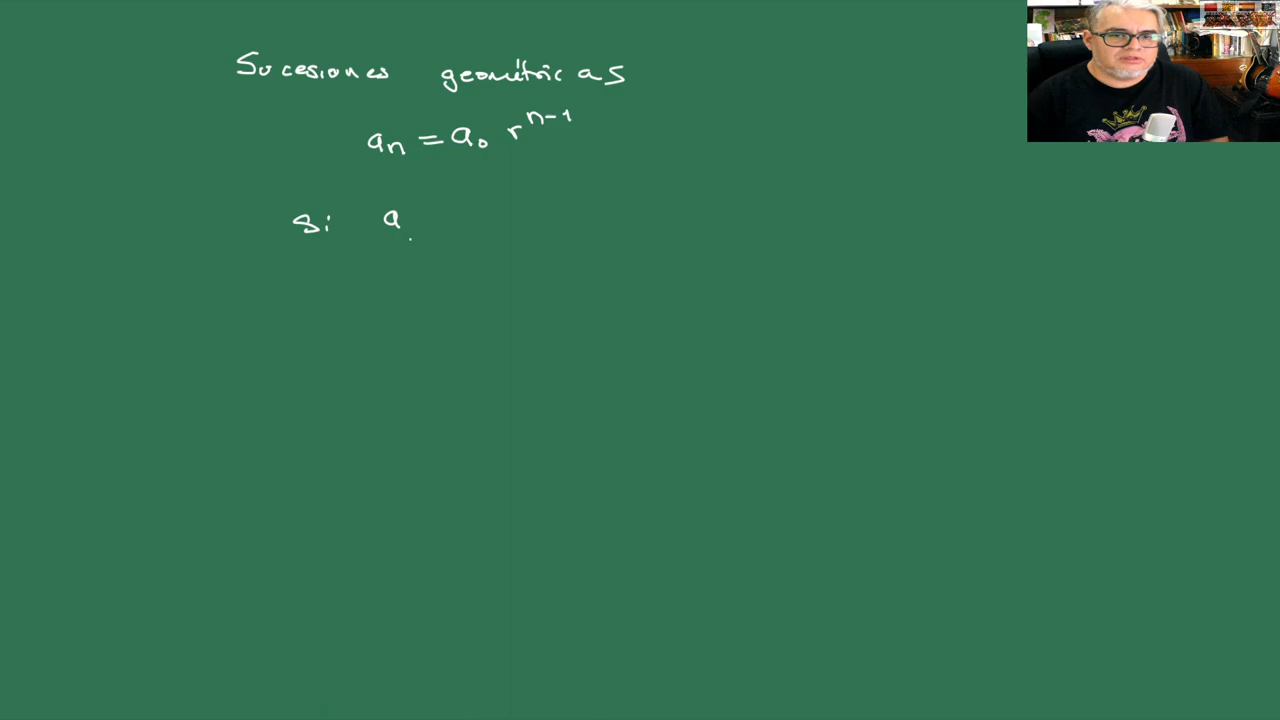 Sucesiones geométricas
aₙ = a₀ rⁿ⁻¹
Si a